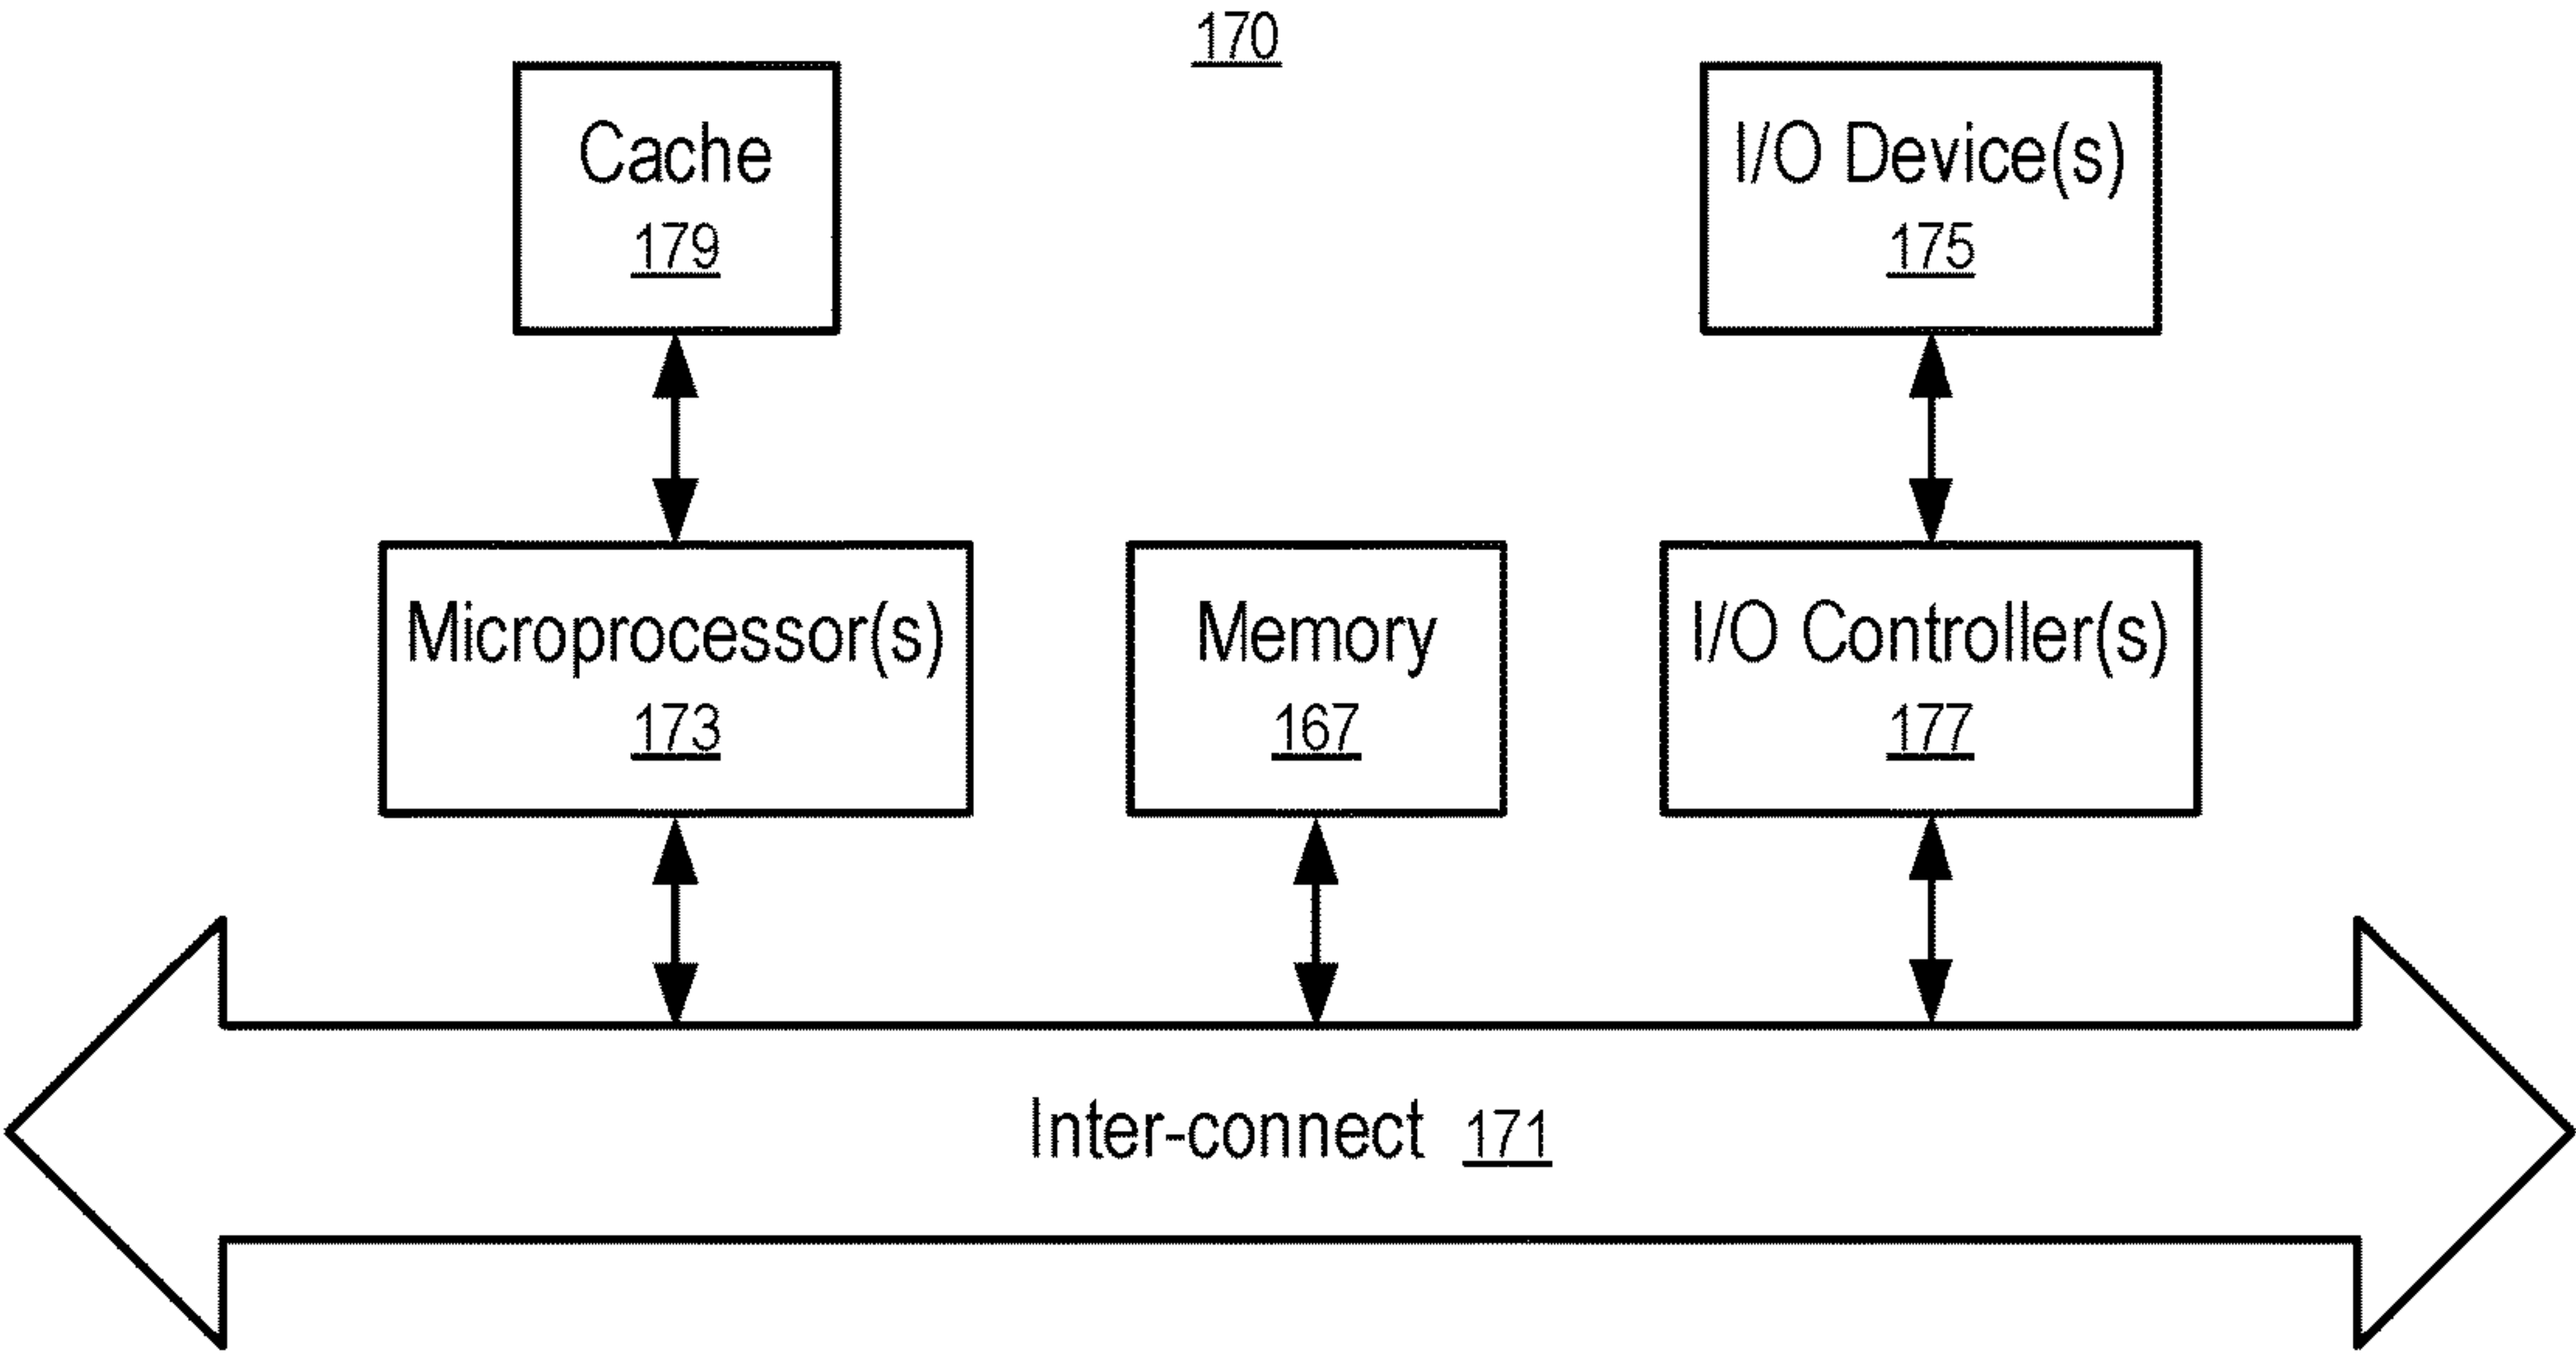 170
Cache
179
I/O Device(s)
175
Microprocessor(s)
173
Memory
167
I/O Controller(s)
177
Inter-connect 171